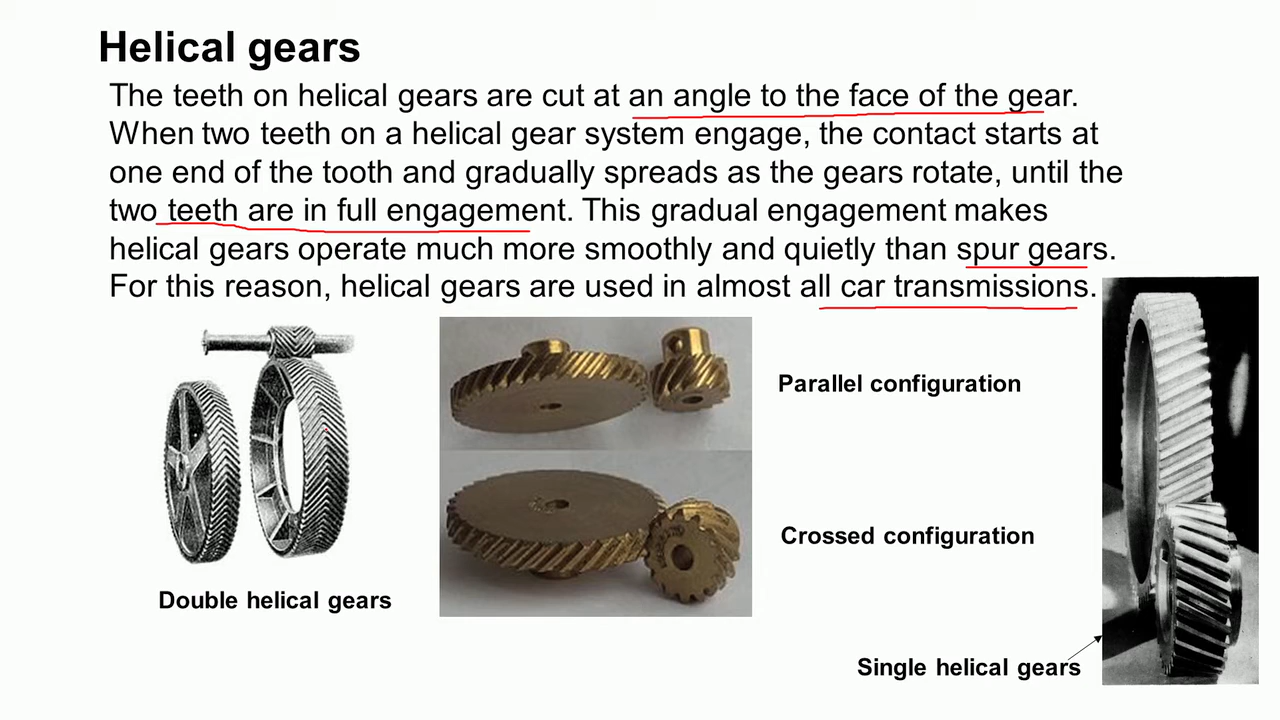 Helical gears
The teeth on helical gears are cut at an angle to the face of the gear.
When two teeth on a helical gear system engage, the contact starts at
one end of the tooth and gradually spreads as the gears rotate, until the
two teeth are in full engagement. This gradual engagement makes
helical gears operate much more smoothly and quietly than spur gears.
For this reason, helical gears are used in almost all car transmissions.
Parallel configuration
Crossed configuration
Double helical gears
Single helical gears